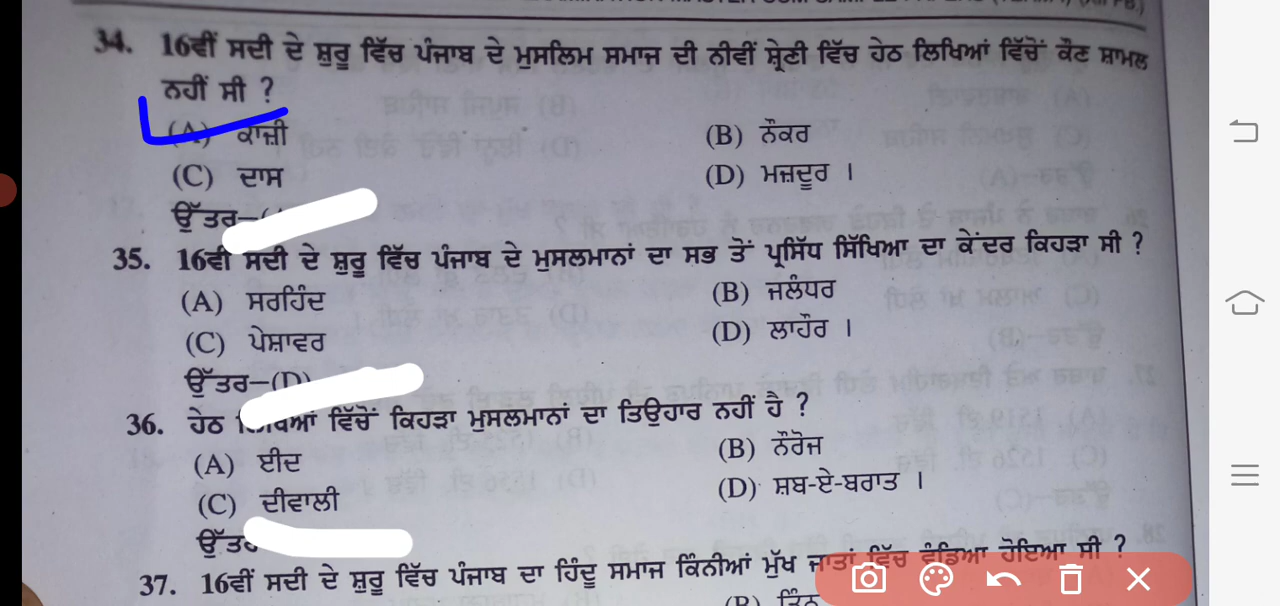 34. 16ਵੀਂ ਸਦੀ ਦੇ ਸ਼ੁਰੂ ਵਿੱਚ ਪੰਜਾਬ ਦੇ ਮੁਸਲਿਮ ਸਮਾਜ ਦੀ ਨੀਵੀਂ ਸ਼੍ਰੇਣੀ ਵਿੱਚ ਹੇਠ ਲਿਖਿਆਂ ਵਿੱਚੋਂ ਕੌਣ ਸ਼ਾਮਲ
ਨਹੀਂ ਸੀ ?
(A) ਕਾਜ਼ੀ (B) ਨੌਕਰ
(C) ਦਾਸ (D) ਮਜ਼ਦੂਰ ।
ਉੱਤਰ—
35. 16ਵੀਂ ਸਦੀ ਦੇ ਸ਼ੁਰੂ ਵਿੱਚ ਪੰਜਾਬ ਦੇ ਮੁਸਲਮਾਨਾਂ ਦਾ ਸਭ ਤੋਂ ਪ੍ਰਸਿੱਧ ਸਿੱਖਿਆ ਦਾ ਕੇਂਦਰ ਕਿਹੜਾ ਸੀ ?
(A) ਸਰਹਿੰਦ (B) ਜਲੰਧਰ
(C) ਪੇਸ਼ਾਵਰ (D) ਲਾਹੌਰ ।
ਉੱਤਰ—(D)
36. ਹੇਠ ਵਿੱਚੋਂ ਕਿਹੜਾ ਮੁਸਲਮਾਨਾਂ ਦਾ ਤਿਉਹਾਰ ਨਹੀਂ ਹੈ ?
(A) ਈਦ (B) ਨੌਰੋਜ
(C) ਦੀਵਾਲੀ (D) ਸ਼ਬ-ਏ-ਬਰਾਤ ।
37. 16ਵੀਂ ਸਦੀ ਦੇ ਸ਼ੁਰੂ ਵਿੱਚ ਪੰਜਾਬ ਦਾ ਹਿੰਦੂ ਸਮਾਜ ਕਿੰਨੀਆਂ ਮੁੱਖ ਜਾਤਾਂ ਵਿੱਚ ਵੰਡਿਆ ਹੋਇਆ ਸੀ ?
(B) ਤਿੰਨ